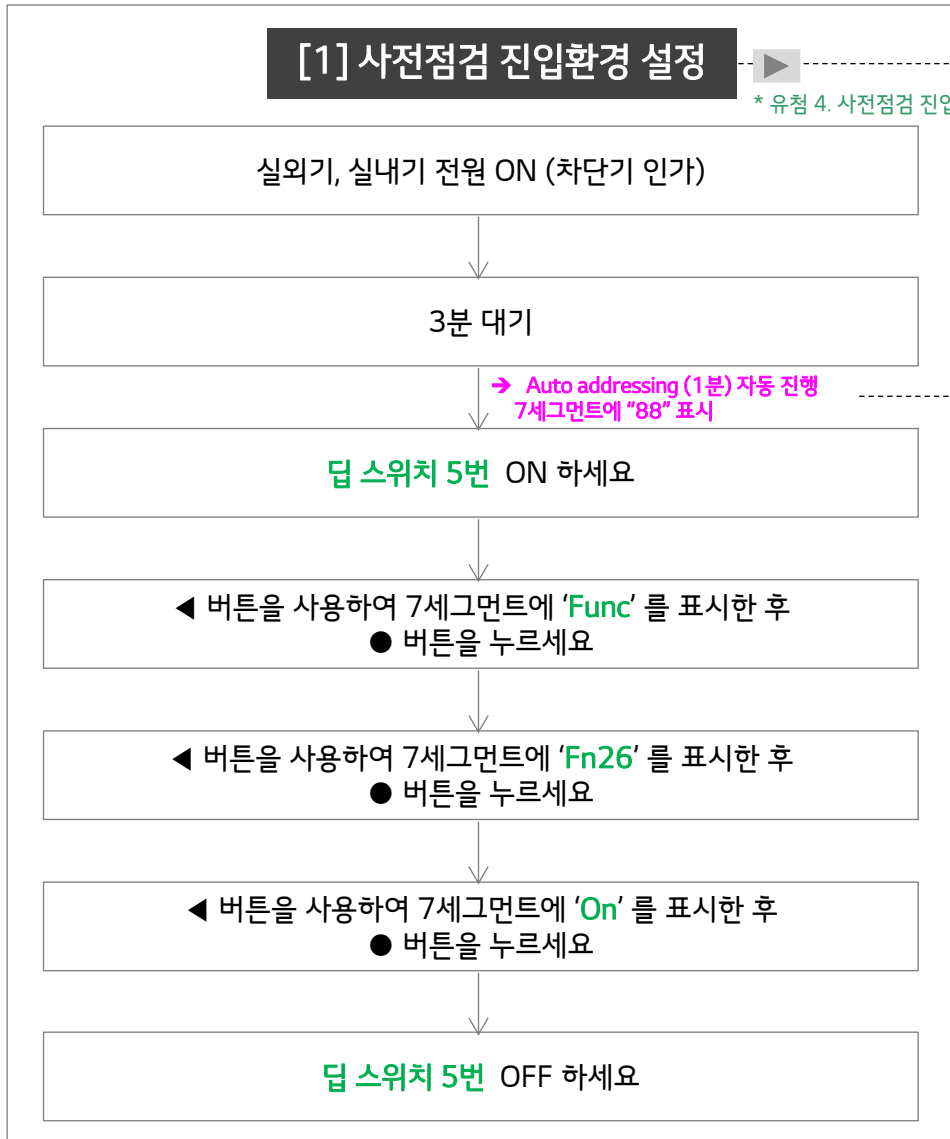 [1] 사전점검 진입환경 설정
* 유첨 4. 사전점검 진입
실외기, 실내기 전원 ON (차단기 인가)
3분 대기
➔ Auto addressing (1분) 자동 진행
7세그먼트에 “88” 표시
딥 스위치 5번 ON 하세요
◀ 버튼을 사용하여 7세그먼트에 ‘Func’ 를 표시한 후
● 버튼을 누르세요
◀ 버튼을 사용하여 7세그먼트에 ‘Fn26’ 를 표시한 후
● 버튼을 누르세요
◀ 버튼을 사용하여 7세그먼트에 ‘On’ 를 표시한 후
● 버튼을 누르세요
딥 스위치 5번 OFF 하세요